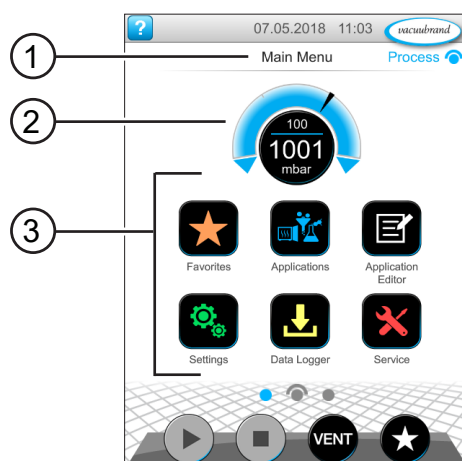 ? 07.05.2018 11:03 vacuubrand
1 Main Menu Process
2
100
1001
mbar
3
Favorites Applications Application
Editor
Settings Data Logger Service
VENT